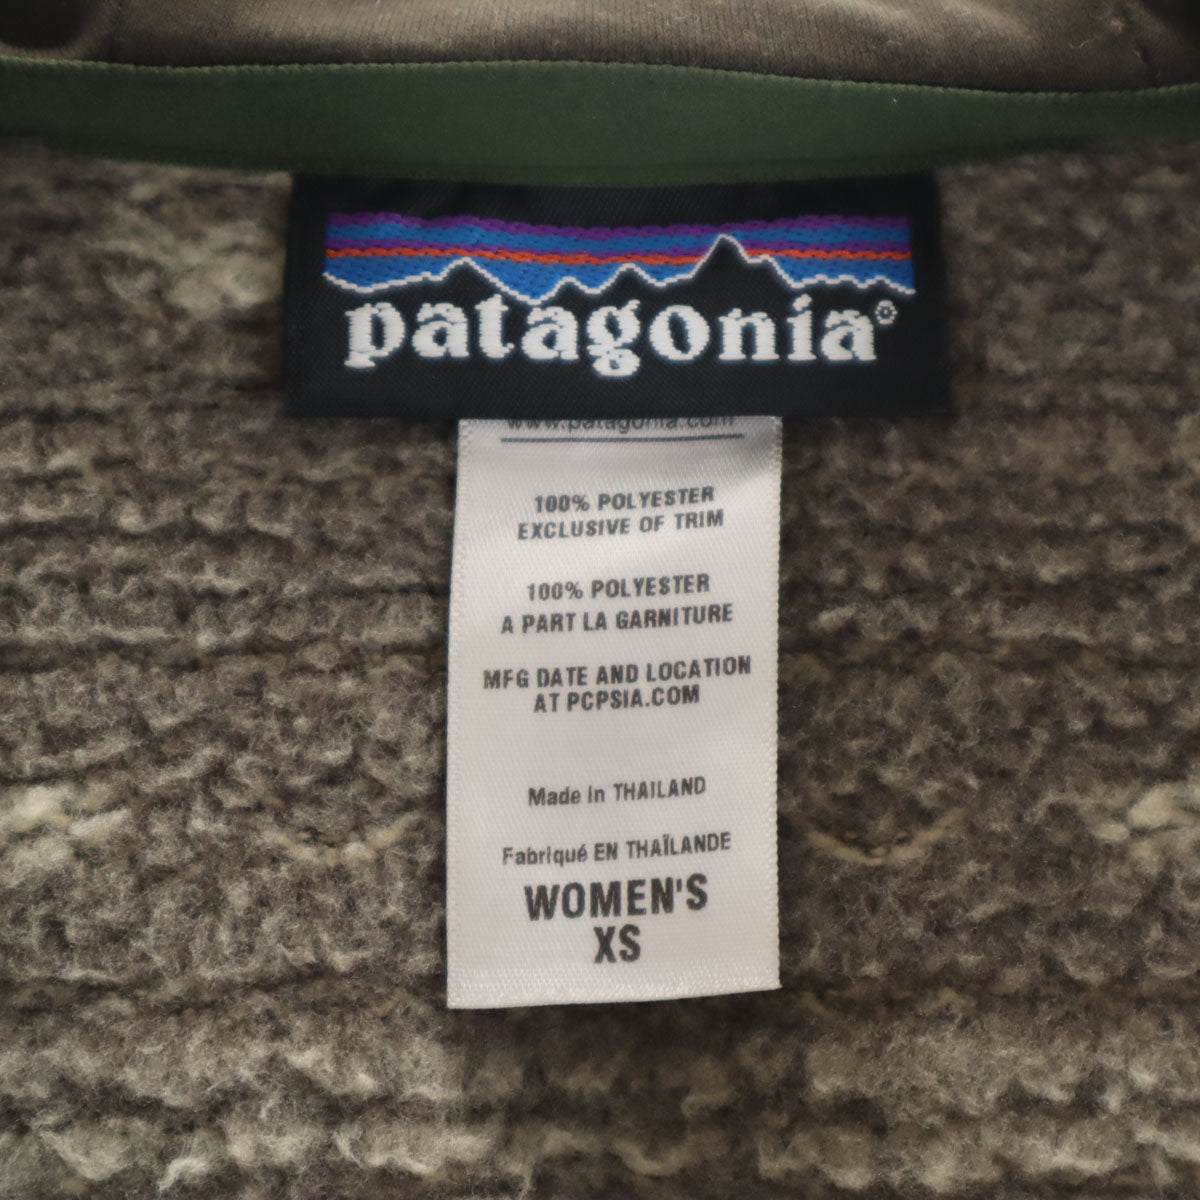 patagonia®
www.patagonia.com
100% POLYESTER
EXCLUSIVE OF TRIM
100% POLYESTER
A PART LA GARNITURE
MFG DATE AND LOCATION
AT PCPSIA.COM
Made in THAILAND
Fabriqué EN THAÏLANDE
WOMEN'S
XS